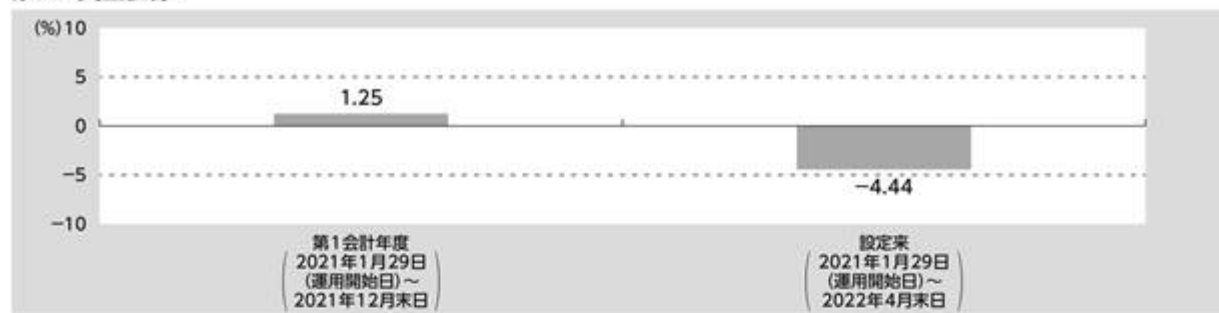 (%)10
5
1.25
0
−5
−4.44
−10
第1会計年度
2021年1月29日
(運用開始日)～
2021年12月末日
設定来
2021年1月29日
(運用開始日)～
2022年4月末日